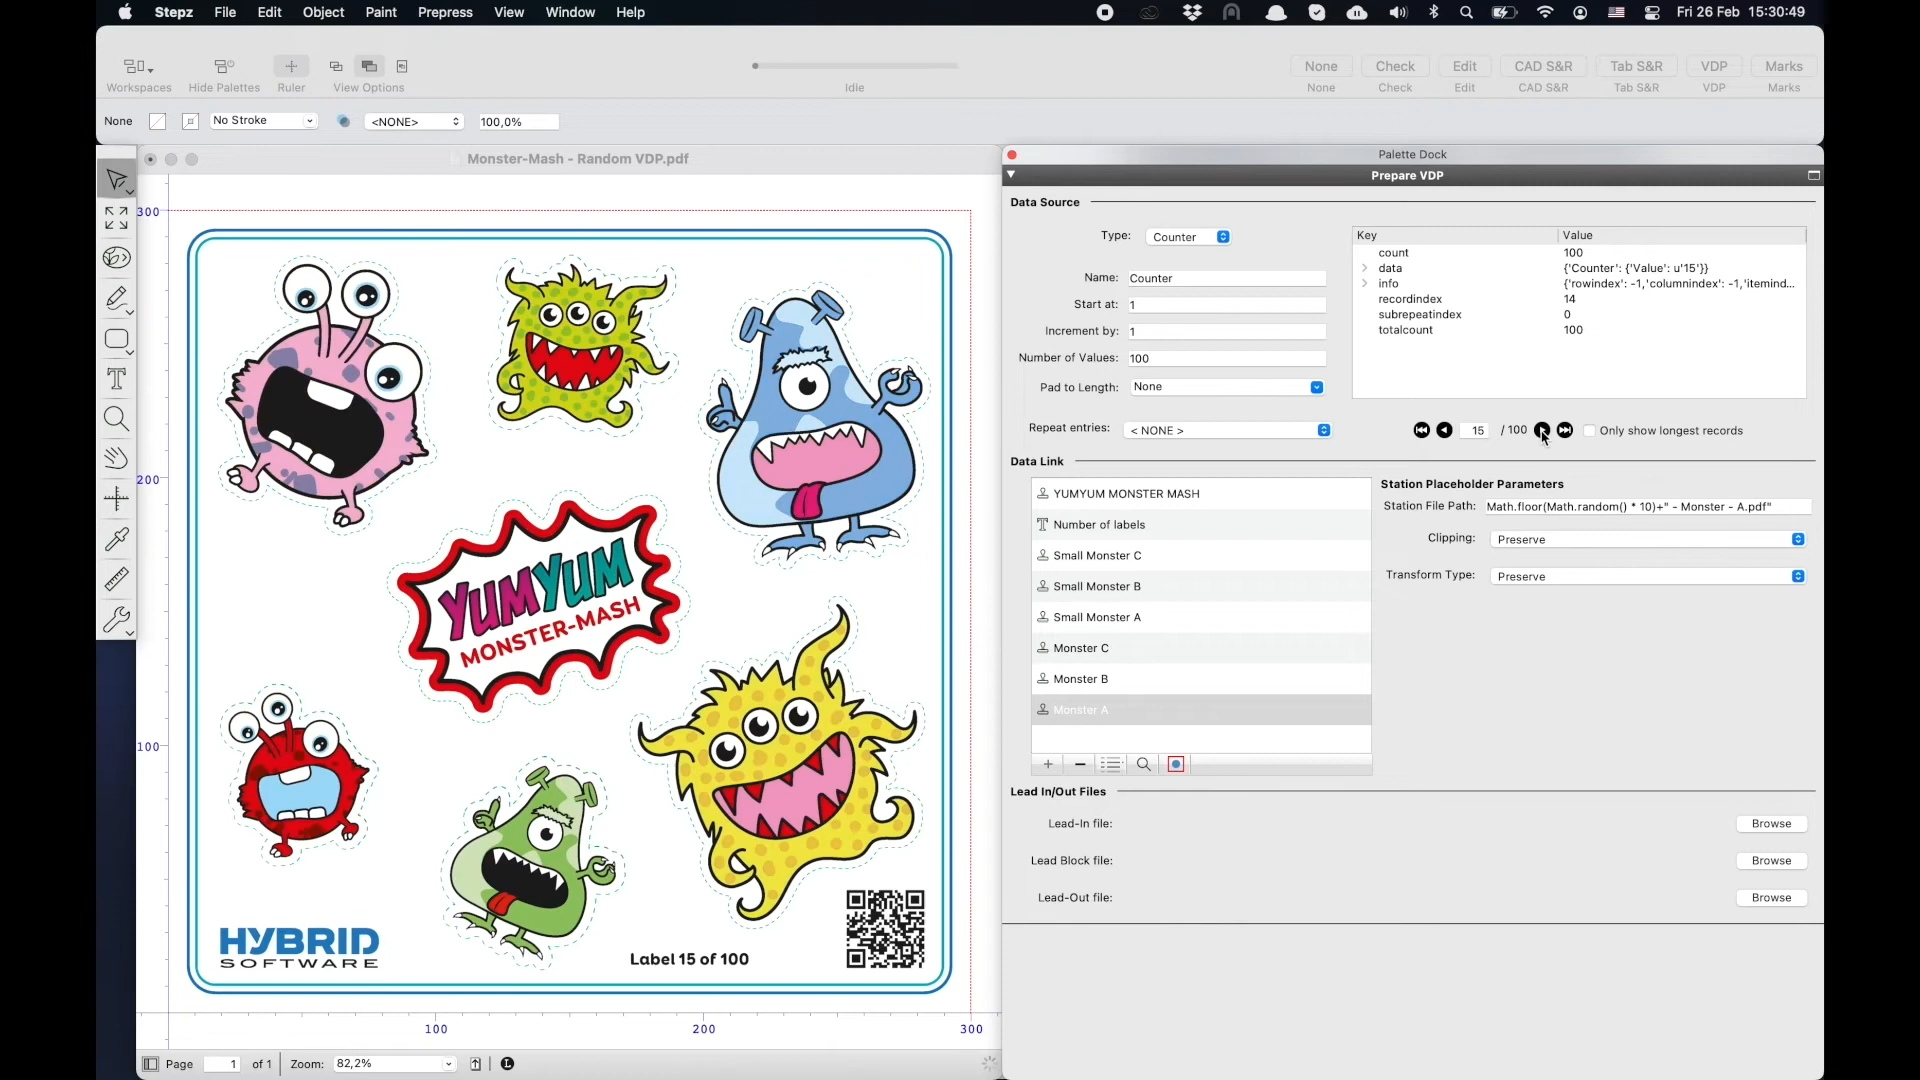 Stepz File Edit Object Paint Prepress View Window Help
Fri 26 Feb 15:30:49
Workspaces Hide Palettes Ruler View Options
Idle
None Check Edit CAD S&R Tab S&R VDP Marks
None Check Edit CAD S&R Tab S&R VDP Marks
None No Stroke <NONE> 100,0%
Monster-Mash - Random VDP.pdf
300
200
100
YUMYUM
MONSTER-MASH
HYBRID
SOFTWARE
Label 15 of 100
100 200 300
Page 1 of 1 Zoom: 82,2%
Palette Dock
Prepare VDP
Data Source
Type: Counter
Name: Counter
Start at: 1
Increment by: 1
Number of Values: 100
Pad to Length: None
Repeat entries: < NONE >
Key Value
count 100
data {'Counter': {'Value': u'15'}}
info {'rowindex': -1,'columnindex': -1,'itemind...
recordindex 14
subrepeatindex 0
totalcount 100
15 / 100 Only show longest records
Data Link
YUMYUM MONSTER MASH
Number of labels
Small Monster C
Small Monster B
Small Monster A
Monster C
Monster B
Monster A
Station Placeholder Parameters
Station File Path: Math.floor(Math.random() * 10)+" - Monster - A.pdf"
Clipping: Preserve
Transform Type: Preserve
Lead In/Out Files
Lead-In file: Browse
Lead Block file: Browse
Lead-Out file: Browse